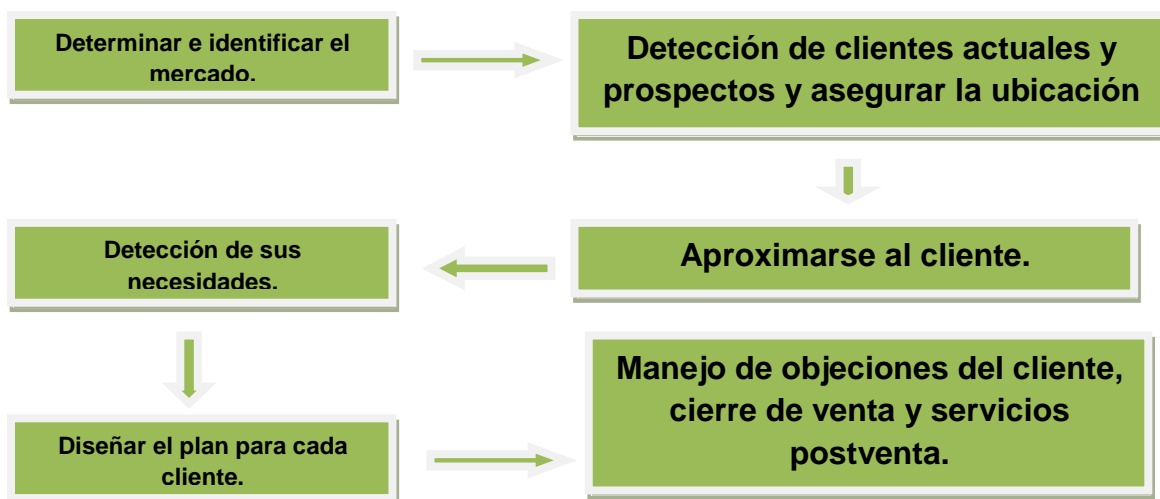 Determinar e identificar el
mercado.
Detección de clientes actuales y
prospectos y asegurar la ubicación
Aproximarse al cliente.
Detección de sus
necesidades.
Diseñar el plan para cada
cliente.
Manejo de objeciones del cliente,
cierre de venta y servicios
postventa.